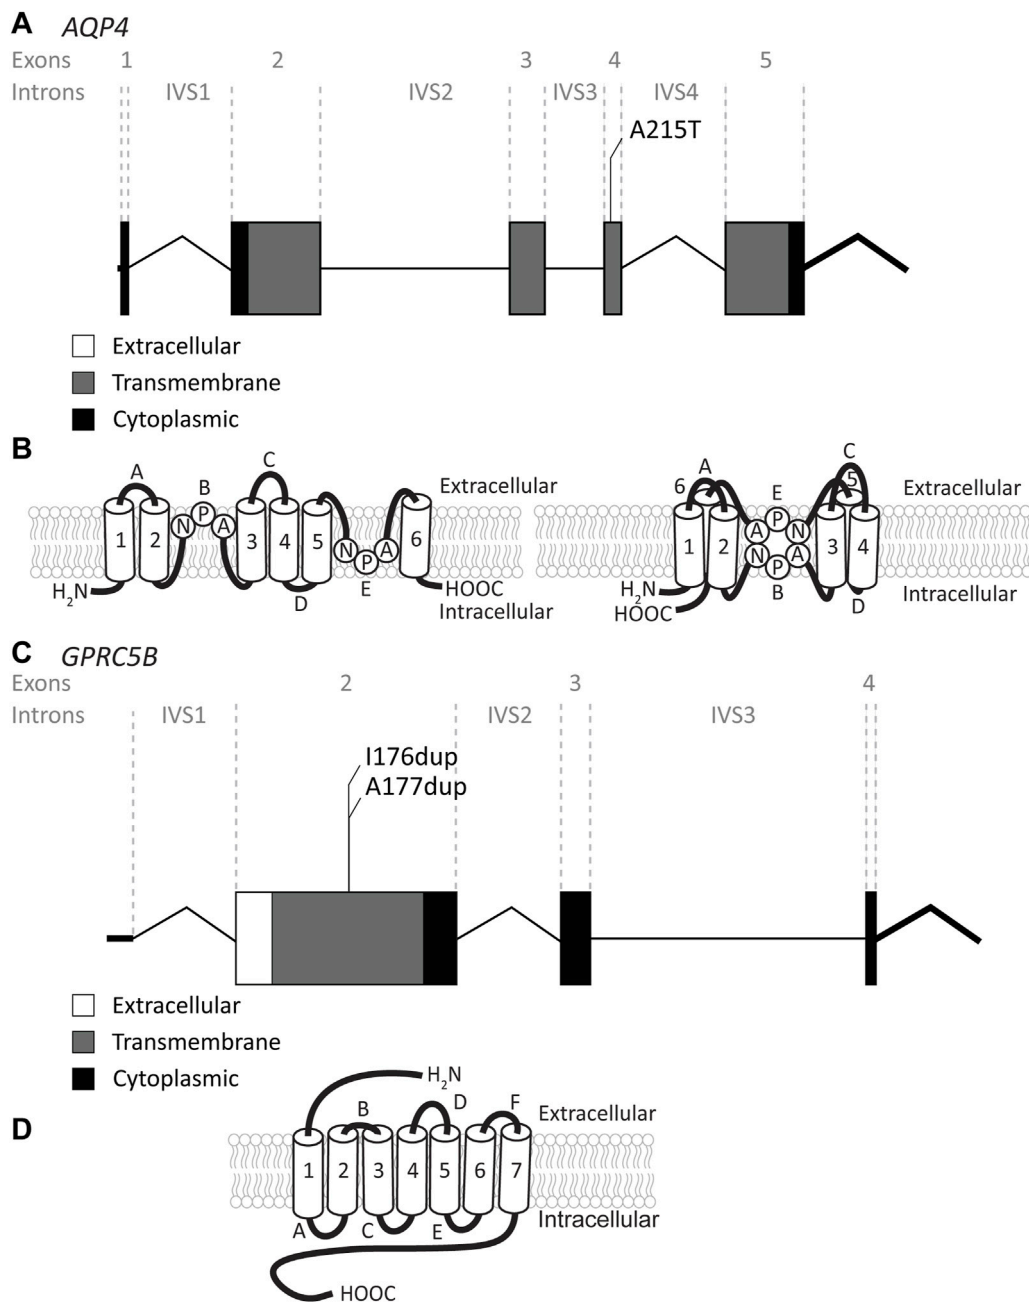 A AQP4
Exons 1 2 3 4 5
Introns IVS1 IVS2 IVS3 IVS4
A215T
Extracellular
Transmembrane
Cytoplasmic
B
A B C
N P A
1 2 3 4 5 6
N P A
H2N D E HOOC
Extracellular
Intracellular
A E C
6 5
A P N
1 2 3 4
N P A
H2N
HOOC B D
Extracellular
Intracellular
C GPRC5B
Exons 2 3 4
Introns IVS1 IVS2 IVS3
I176dup
A177dup
Extracellular
Transmembrane
Cytoplasmic
D
H2N
B D F
Extracellular
1 2 3 4 5 6 7
A C E
Intracellular
HOOC